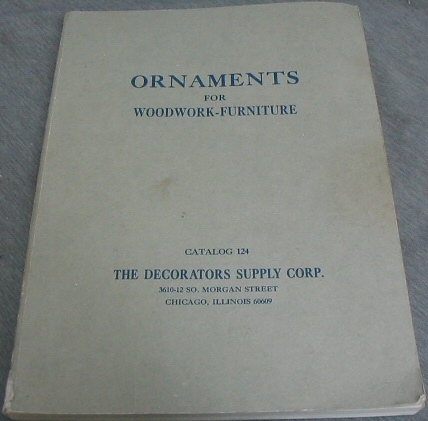 ORNAMENTS
FOR
WOODWORK-FURNITURE
CATALOG 124
THE DECORATORS SUPPLY CORP.
3610-12 SO. MORGAN STREET
CHICAGO, ILLINOIS 60609